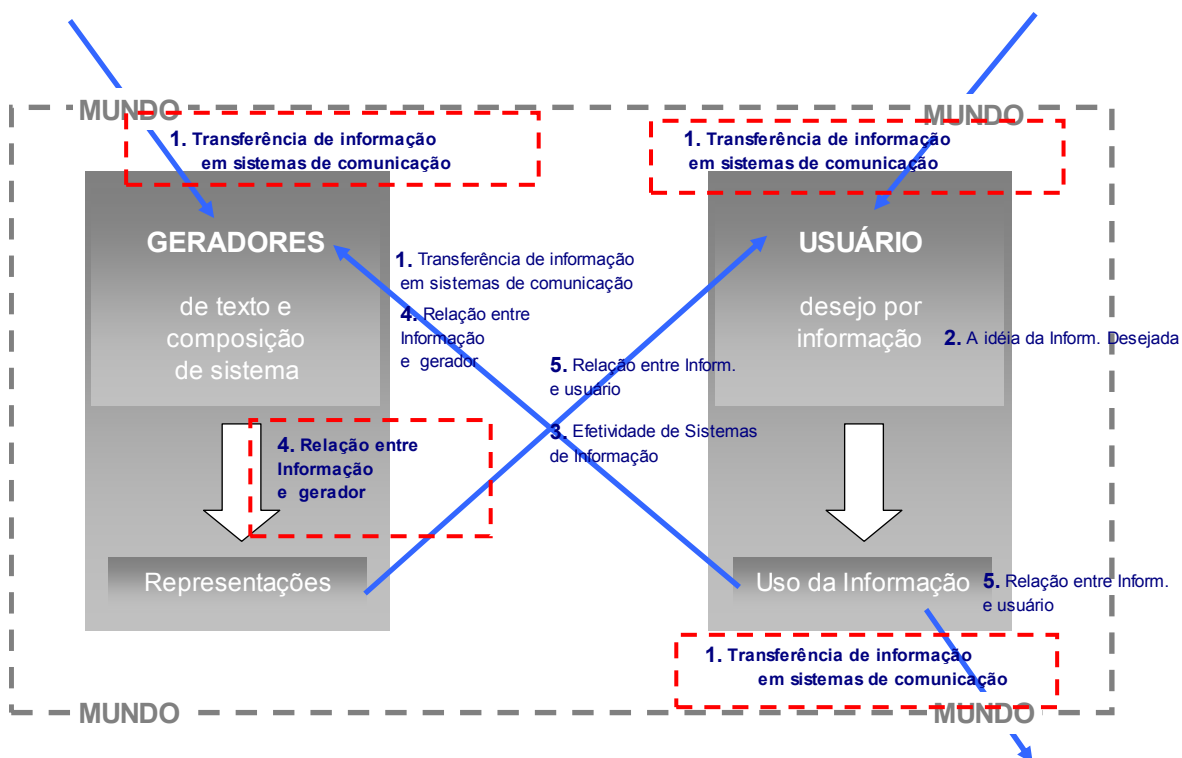 MUNDO
MUNDO
1. Transferência de informação
em sistemas de comunicação
1. Transferência de informação
em sistemas de comunicação
GERADORES
de texto e
composição
de sistema
1. Transferência de informação
em sistemas de comunicação
4. Relação entre
Informação
e gerador
USUÁRIO
desejo por
informação
2. A idéia da Inform. Desejada
5. Relação entre Inform.
e usuário
3. Efetividade de Sistemas
de Informação
4. Relação entre
Informação
e gerador
Representações
Uso da Informação
5. Relação entre Inform.
e usuário
1. Transferência de informação
em sistemas de comunicação
MUNDO
MUNDO